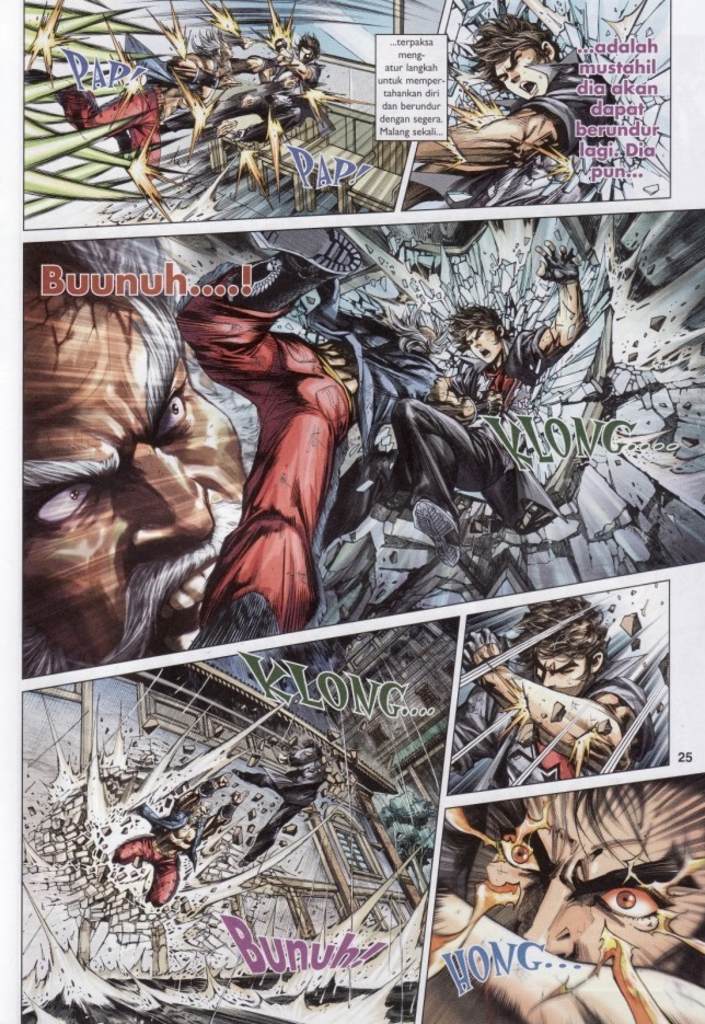 PAP!
PAP!
...terpaksa
meng-
atur langkah
untuk memper-
tahankan diri
dan berundur
dengan segera.
Malang sekali...
...adalah
mustahil
dia akan
dapat
berundur
lagi. Dia
pun...
Buunuh....!
KLONG....
KLONG....
Bunuh!
25
HONG...